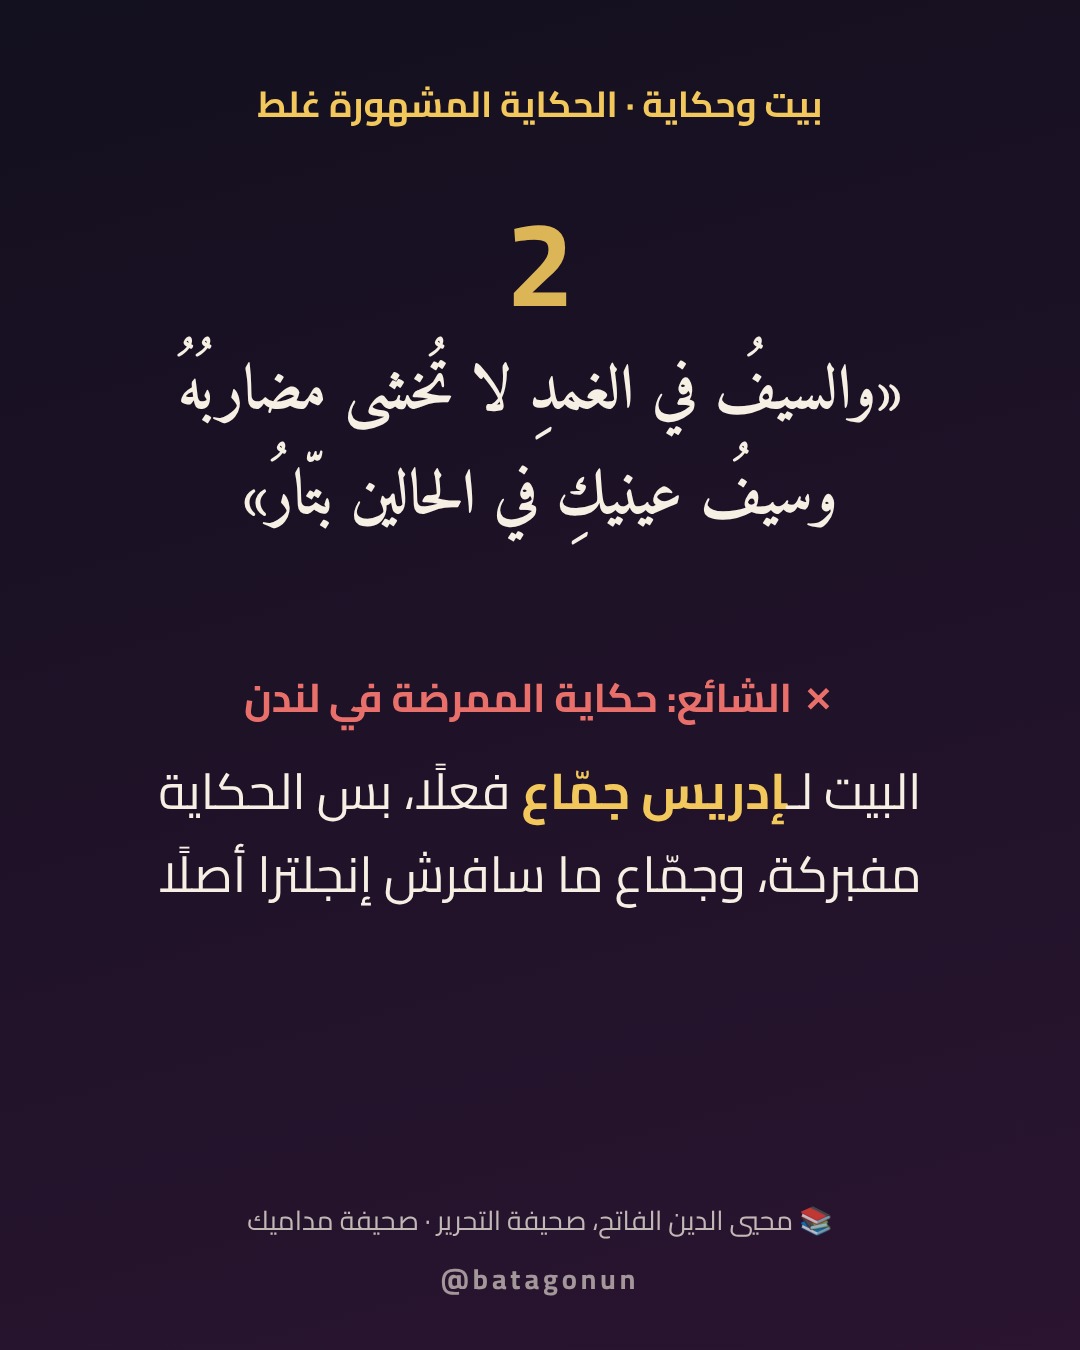 بيت وحكاية · الحكاية المشهورة غلط
2
«والسيفُ في الغمدِ لا تُخشى مضاربُهُ
وسيفُ عينيكِ في الحالين بتّارُ»
× الشائع: حكاية الممرضة في لندن
البيت لـإدريس جمّاع فعلًا، بس الحكاية
مفبركة، وجمّاع ما سافرش إنجلترا أصلًا
📚 محيي الدين الفاتح، صحيفة التحرير · صحيفة مداميك
@batagonun